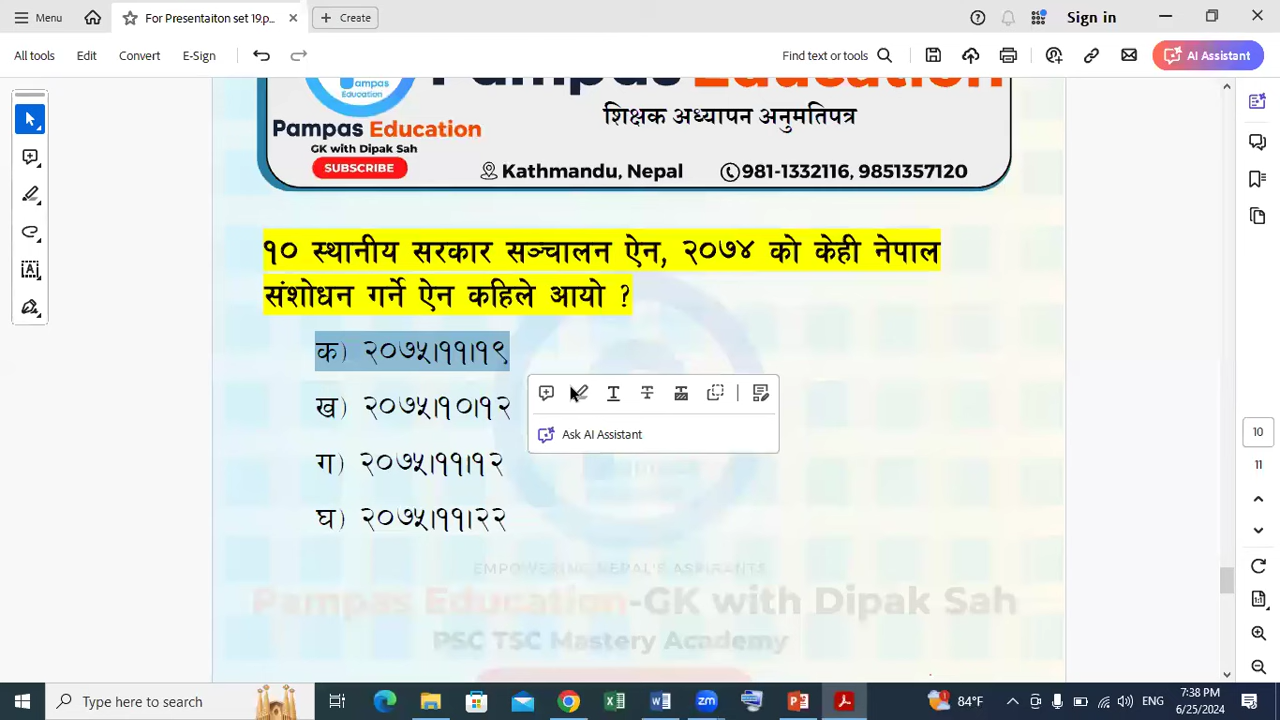 Menu
For Presentaiton set 19.p...
Create
Sign in
All tools
Edit
Convert
E-Sign
Find text or tools
AI Assistant
Pampas Education
शिक्षक अध्यापन अनुमतिपत्र
Pampas
Education
Pampas Education
GK with Dipak Sah
SUBSCRIBE
Kathmandu, Nepal
981-1332116, 9851357120
१० स्थानीय सरकार सञ्चालन ऐन, २०७४ को केही नेपाल
संशोधन गर्ने ऐन कहिले आयो ?
क) २०७५।११।१९
ख) २०७५।१०।१२
ग) २०७५।११।१२
घ) २०७५।११।२२
Ask AI Assistant
EMPOWERING NEPAL'S ASPIRANTS
Pampas Education-GK with Dipak Sah
PSC TSC Mastery Academy
10
11
Type here to search
84°F
ENG
7:38 PM
6/25/2024